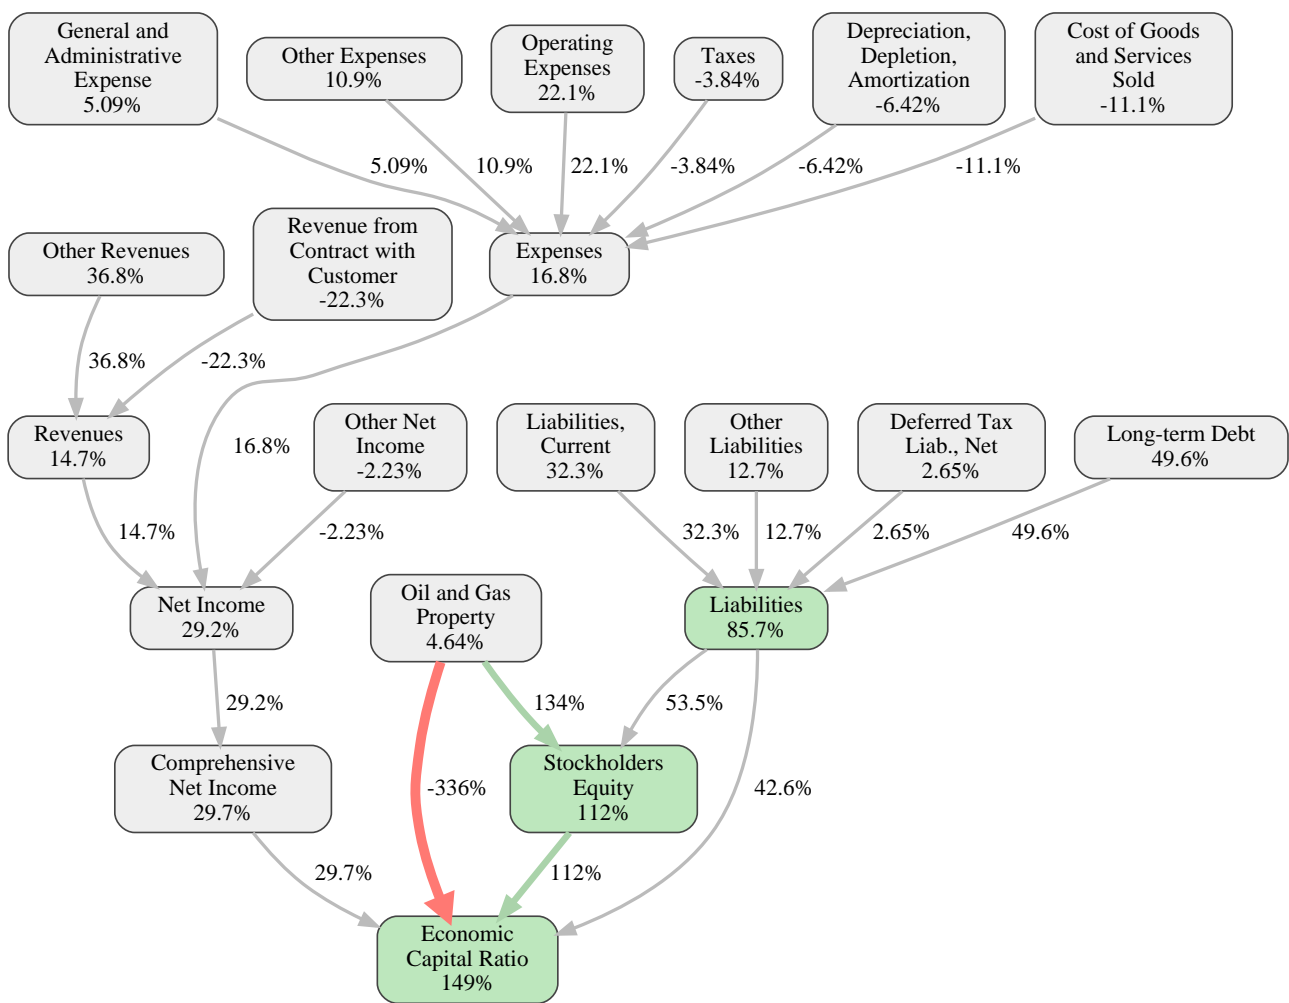 General and
Administrative
Expense
5.09%
Other Expenses
10.9%
Operating
Expenses
22.1%
Taxes
-3.84%
Depreciation,
Depletion,
Amortization
-6.42%
Cost of Goods
and Services
Sold
-11.1%
5.09%
10.9%
22.1%
-3.84%
-6.42%
-11.1%
Other Revenues
36.8%
Revenue from
Contract with
Customer
-22.3%
Expenses
16.8%
36.8%
-22.3%
Revenues
14.7%
16.8%
Other Net
Income
-2.23%
Liabilities,
Current
32.3%
Other
Liabilities
12.7%
Deferred Tax
Liab., Net
2.65%
Long-term Debt
49.6%
14.7%
-2.23%
32.3%
12.7%
2.65%
49.6%
Net Income
29.2%
Oil and Gas
Property
4.64%
Liabilities
85.7%
29.2%
134%
53.5%
Comprehensive
Net Income
29.7%
-336%
Stockholders
Equity
112%
42.6%
29.7%
112%
Economic
Capital Ratio
149%